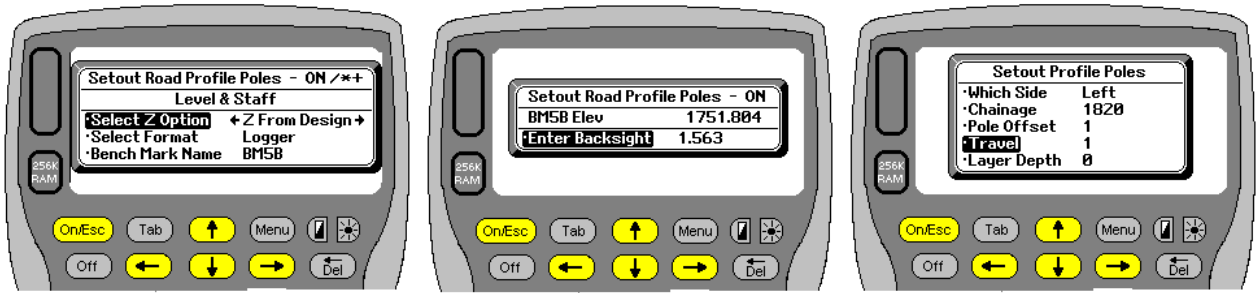 Setout Road Profile Poles - ON /*+
Level & Staff
·Select Z Option ←Z From Design→
·Select Format Logger
·Bench Mark Name BM5B
256K
RAM
On/Esc Tab ↑ Menu
Off ← ↓ → Del
Setout Road Profile Poles - ON
BM5B Elev 1751.804
·Enter Backsight 1.563
256K
RAM
On/Esc Tab ↑ Menu
Off ← ↓ → Del
Setout Profile Poles
·Which Side Left
·Chainage 1820
·Pole Offset 1
·Travel 1
·Layer Depth 0
256K
RAM
On/Esc Tab ↑ Menu
Off ← ↓ → Del